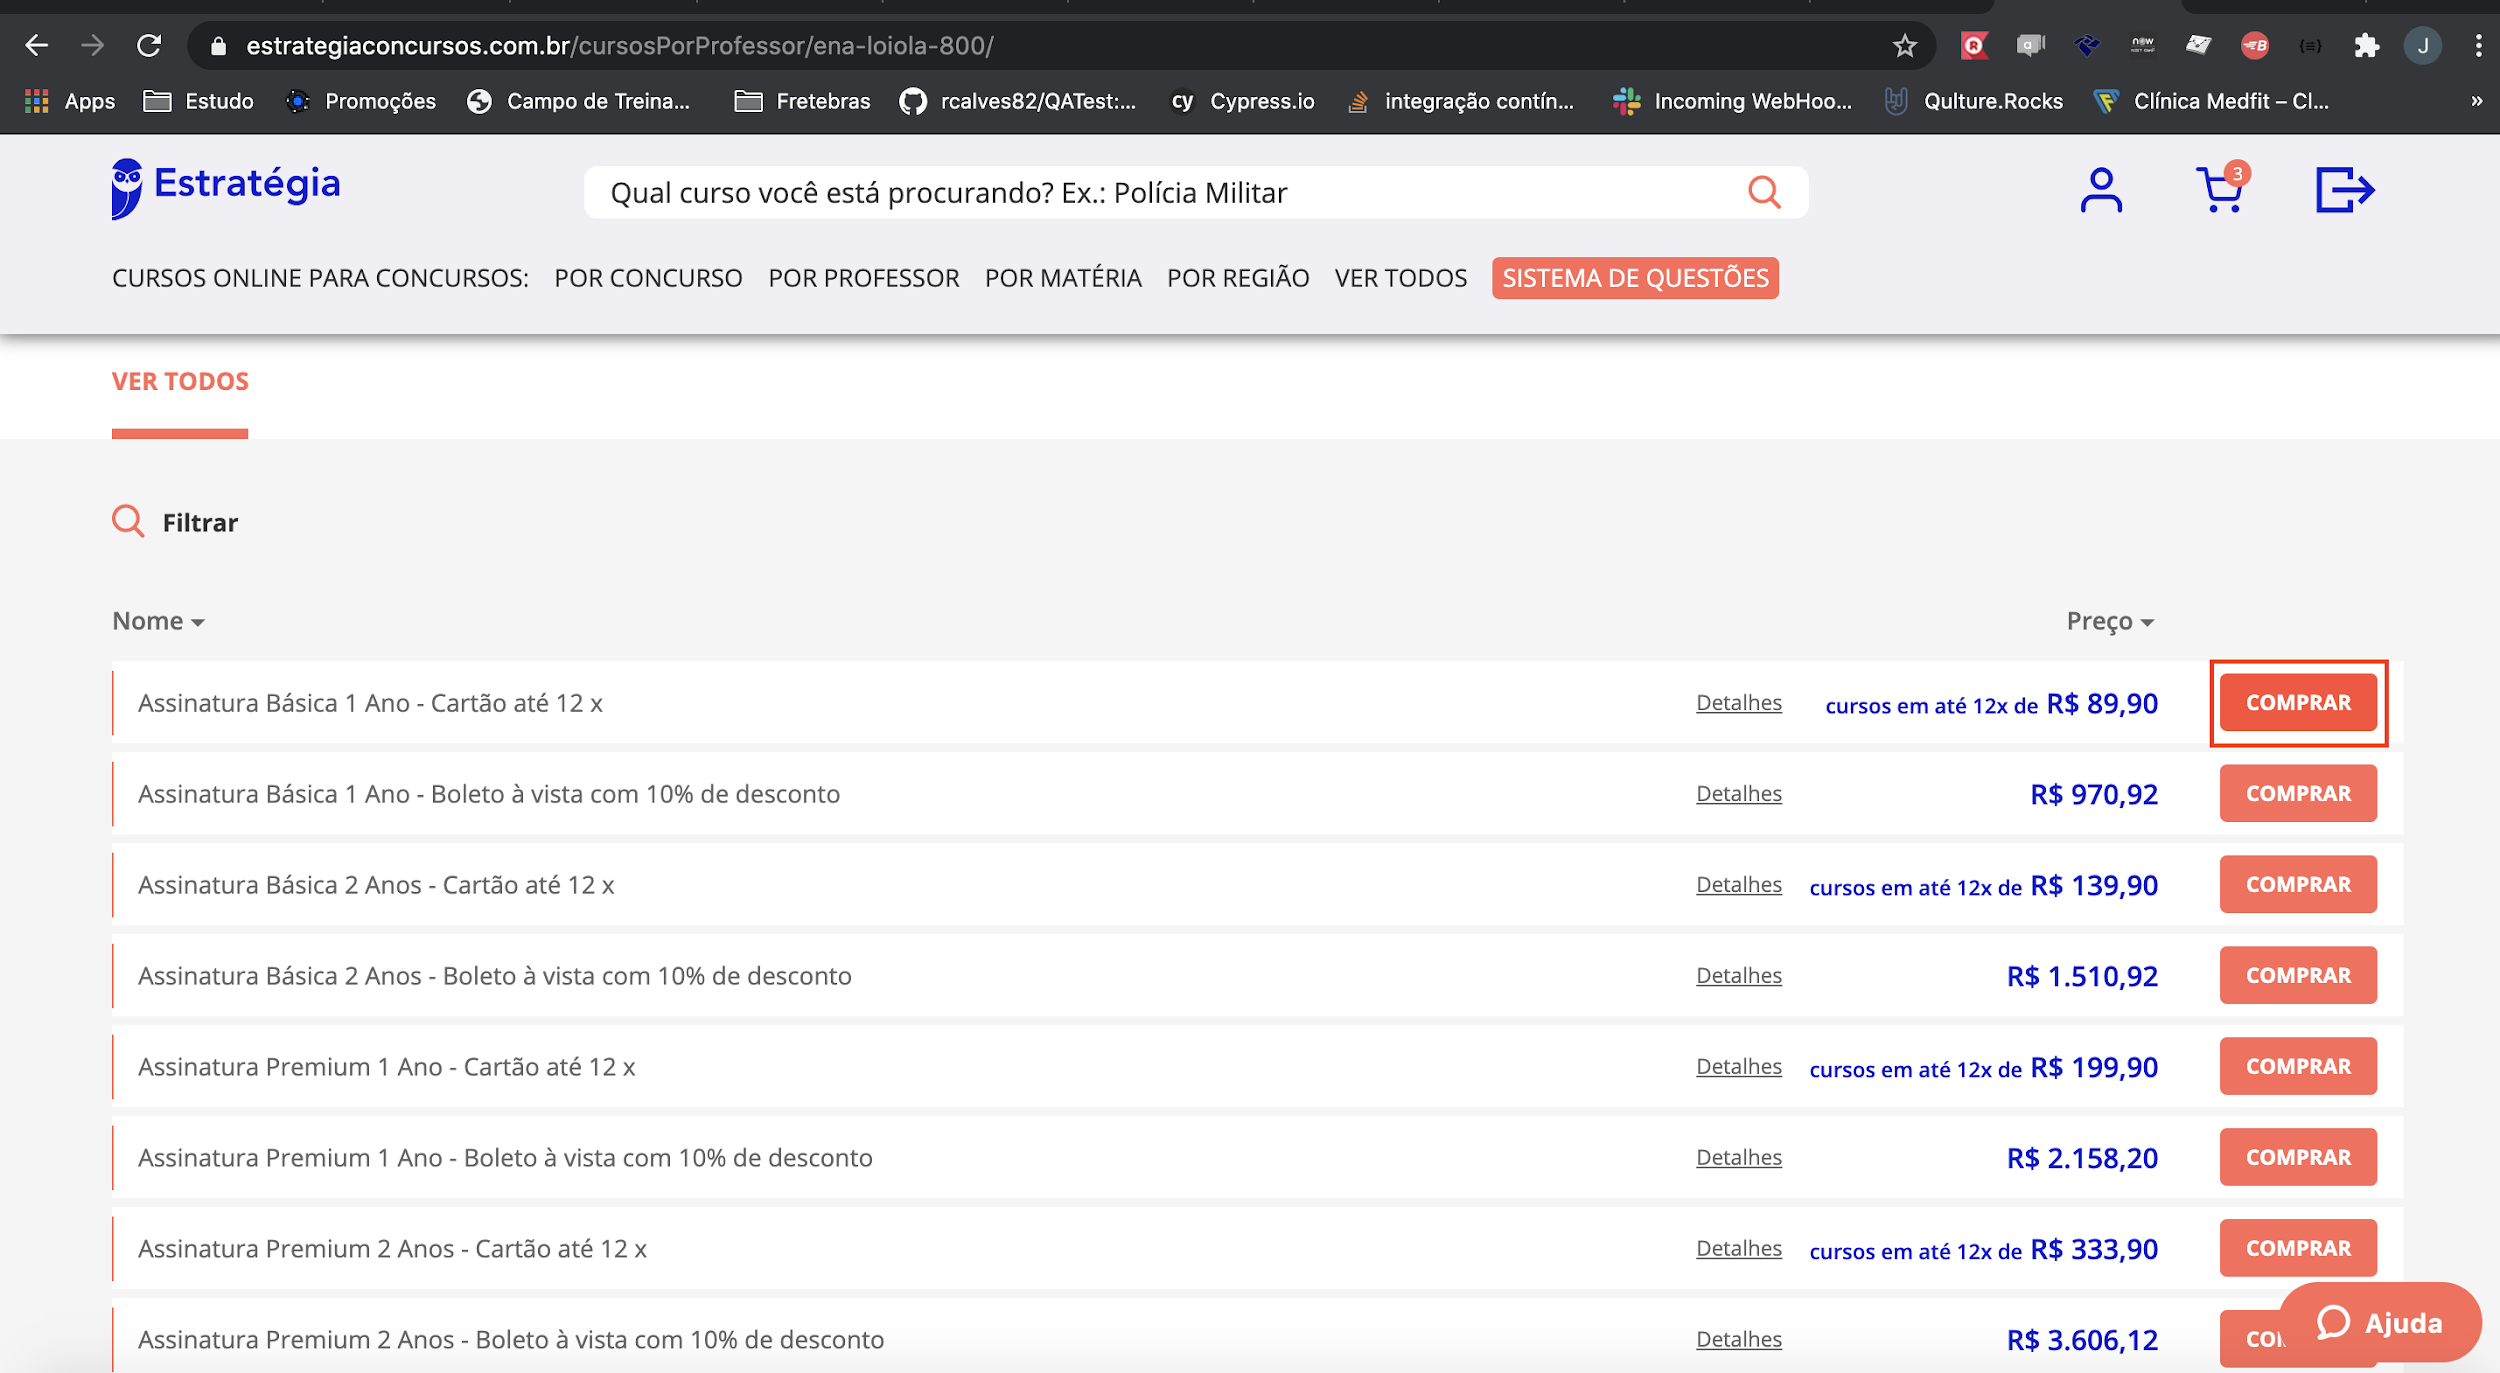 estrategiaconcursos.com.br/cursosPorProfessor/ena-loiola-800/
J
Apps Estudo Promoções Campo de Treina... Fretebras rcalves82/QATest:... cy Cypress.io integração contín... Incoming WebHoo... Qulture.Rocks Clínica Medfit – Cl... »
Estratégia
Qual curso você está procurando? Ex.: Polícia Militar
3
CURSOS ONLINE PARA CONCURSOS: POR CONCURSO POR PROFESSOR POR MATÉRIA POR REGIÃO VER TODOS SISTEMA DE QUESTÕES
VER TODOS
Filtrar
Nome Preço
Assinatura Básica 1 Ano - Cartão até 12 x Detalhes cursos em até 12x de R$ 89,90 COMPRAR
Assinatura Básica 1 Ano - Boleto à vista com 10% de desconto Detalhes R$ 970,92 COMPRAR
Assinatura Básica 2 Anos - Cartão até 12 x Detalhes cursos em até 12x de R$ 139,90 COMPRAR
Assinatura Básica 2 Anos - Boleto à vista com 10% de desconto Detalhes R$ 1.510,92 COMPRAR
Assinatura Premium 1 Ano - Cartão até 12 x Detalhes cursos em até 12x de R$ 199,90 COMPRAR
Assinatura Premium 1 Ano - Boleto à vista com 10% de desconto Detalhes R$ 2.158,20 COMPRAR
Assinatura Premium 2 Anos - Cartão até 12 x Detalhes cursos em até 12x de R$ 333,90 COMPRAR
Assinatura Premium 2 Anos - Boleto à vista com 10% de desconto Detalhes R$ 3.606,12
Ajuda